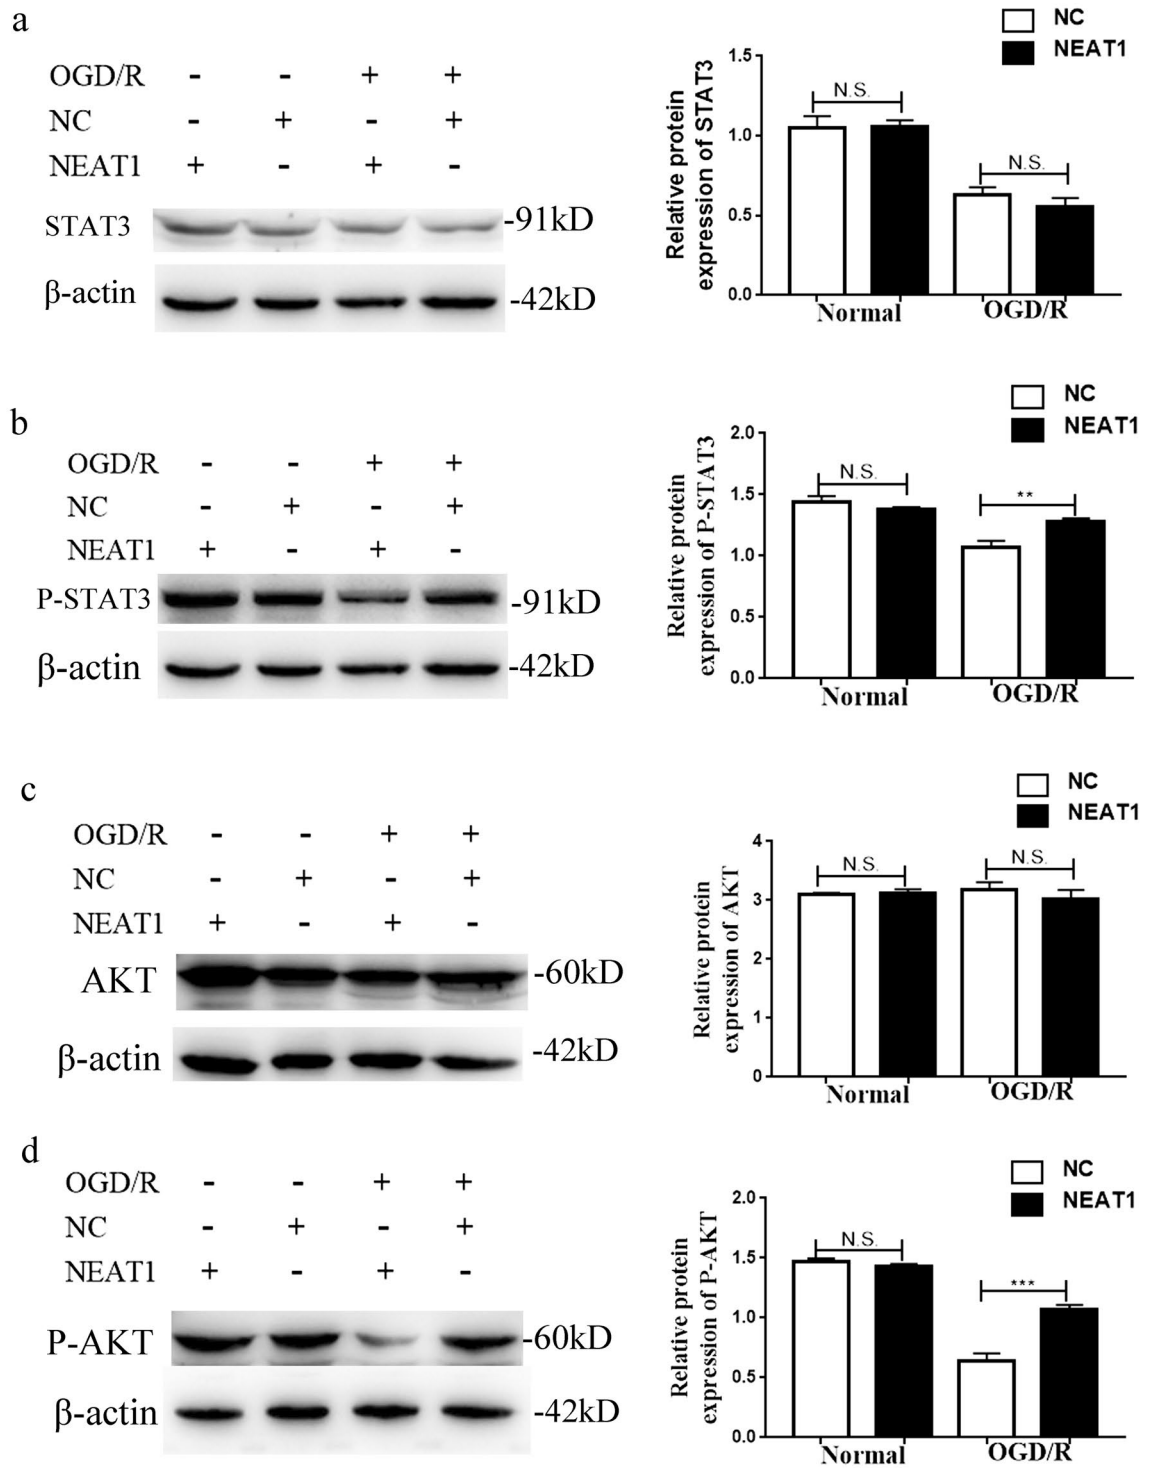 a
OGD/R - - + +
NC - + - +
NEAT1 + - + -
STAT3 -91kD
β-actin -42kD
NC
NEAT1
Relative protein
expression of STAT3
1.5
1.0
0.5
0.0
N.S.
N.S.
Normal OGD/R
b
OGD/R - - + +
NC - + - +
NEAT1 + - + -
P-STAT3 -91kD
β-actin -42kD
NC
NEAT1
Relative protein
expression of P-STAT3
2.0
1.5
1.0
0.5
0.0
N.S.
**
Normal OGD/R
c
OGD/R - - + +
NC - + - +
NEAT1 + - + -
AKT -60kD
β-actin -42kD
NC
NEAT1
Relative protein
expression of AKT
4
3
2
1
0
N.S.
N.S.
Normal OGD/R
d
OGD/R - - + +
NC - + - +
NEAT1 + - + -
P-AKT -60kD
β-actin -42kD
NC
NEAT1
Relative protein
expression of P-AKT
2.0
1.5
1.0
0.5
0.0
N.S.
***
Normal OGD/R